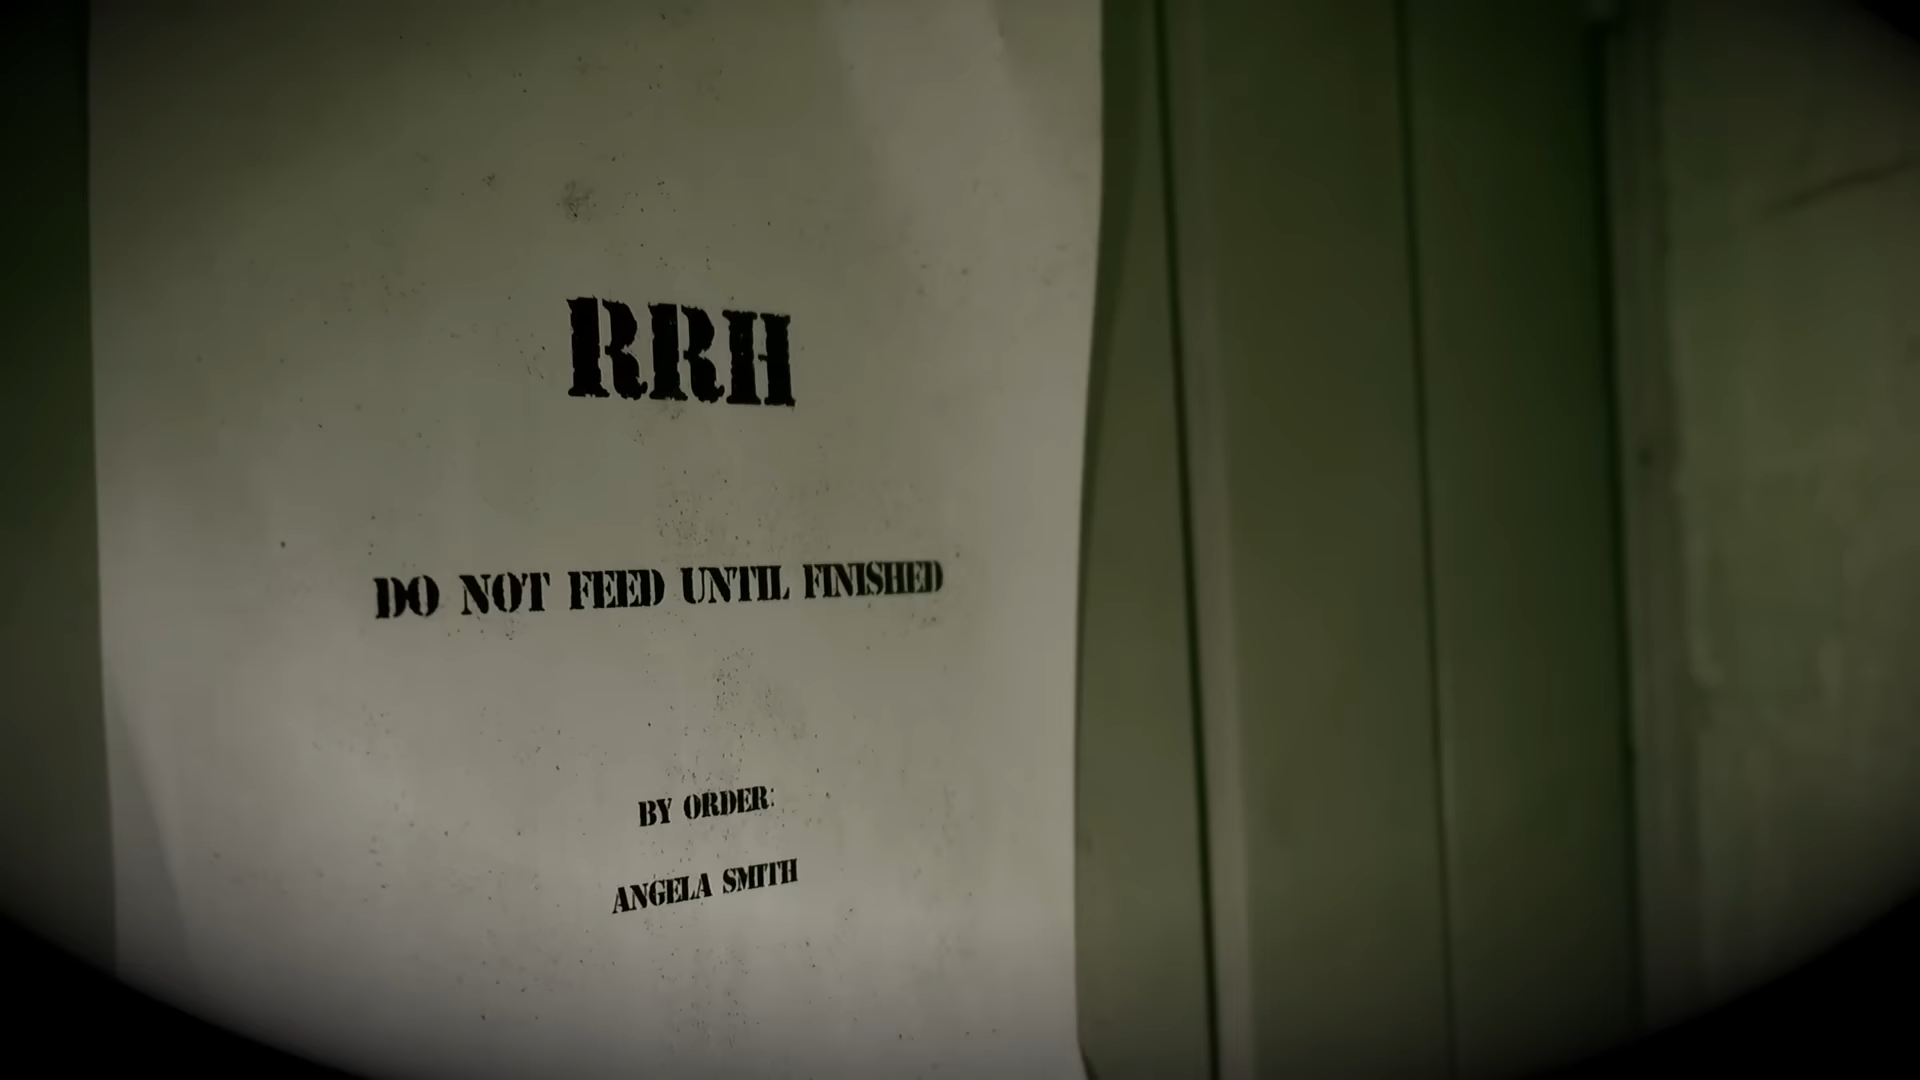 RRH
DO NOT FEED UNTIL FINISHED
BY ORDER:
ANGELA SMITH